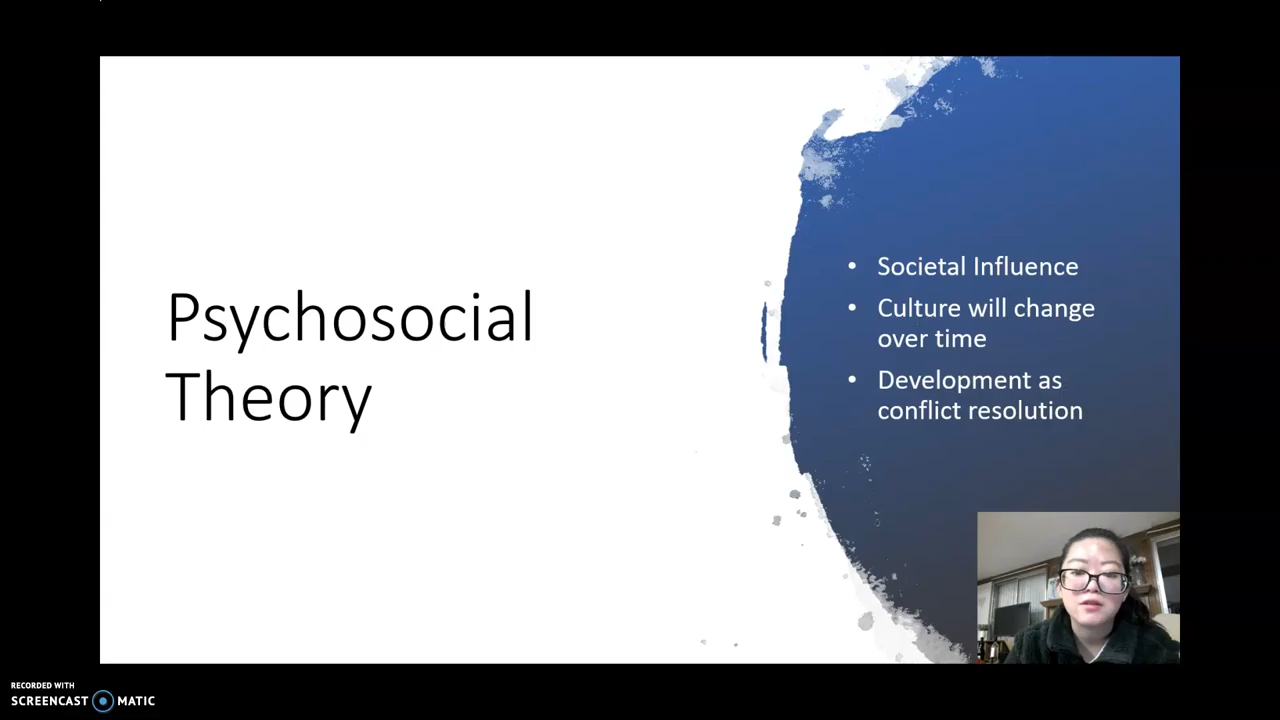 Psychosocial
Theory
• Societal Influence
• Culture will change
over time
• Development as
conflict resolution
RECORDED WITH
SCREENCAST MATIC